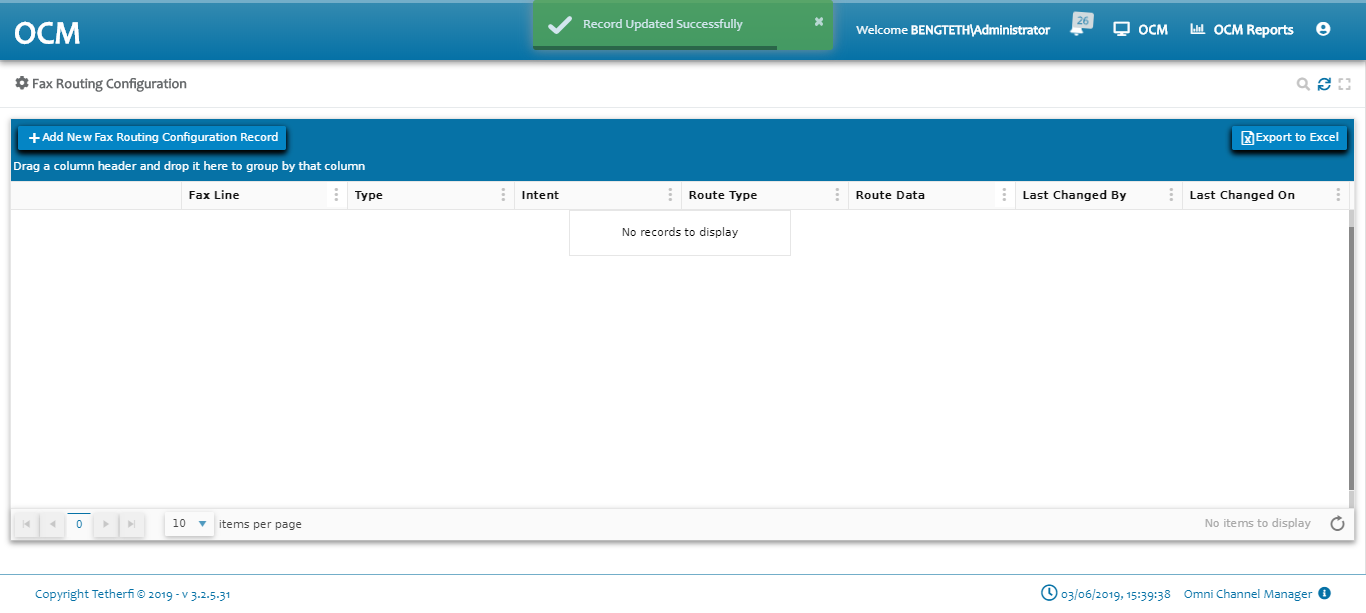 OCM
Record Updated Successfully
Welcome BENGTETH\Administrator
26
OCM
OCM Reports
Fax Routing Configuration
Add New Fax Routing Configuration Record
Export to Excel
Drag a column header and drop it here to group by that column
Fax Line Type Intent Route Type Route Data Last Changed By Last Changed On
No records to display
0
10 items per page
No items to display
Copyright Tetherfi © 2019 - v 3.2.5.31
03/06/2019, 15:39:38 Omni Channel Manager